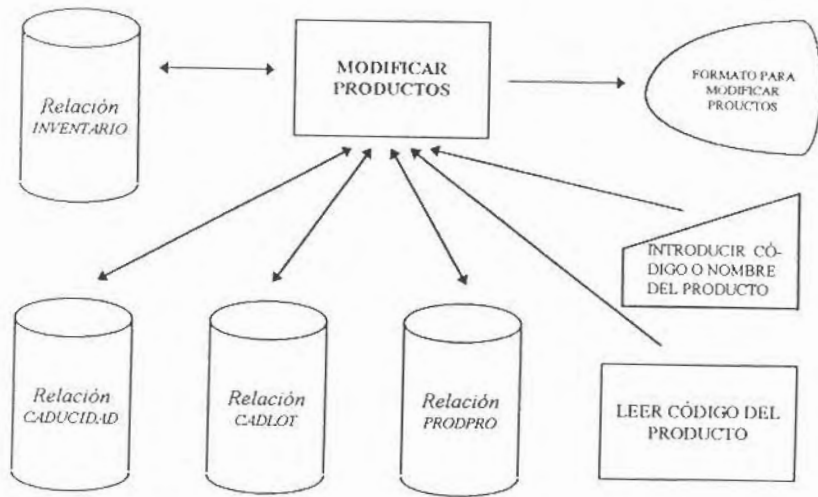 Relación
INVENTARIO
MODIFICAR
PRODUCTOS
FORMATO PARA
MODIFICAR
PROUCTOS
INTRODUCIR CÓ-
DIGO O NOMBRE
DEL PRODUCTO
Relación
CADUCIDAD
Relación
CADLOT
Relación
PRODPRO
LEER CÓDIGO DEL
PRODUCTO